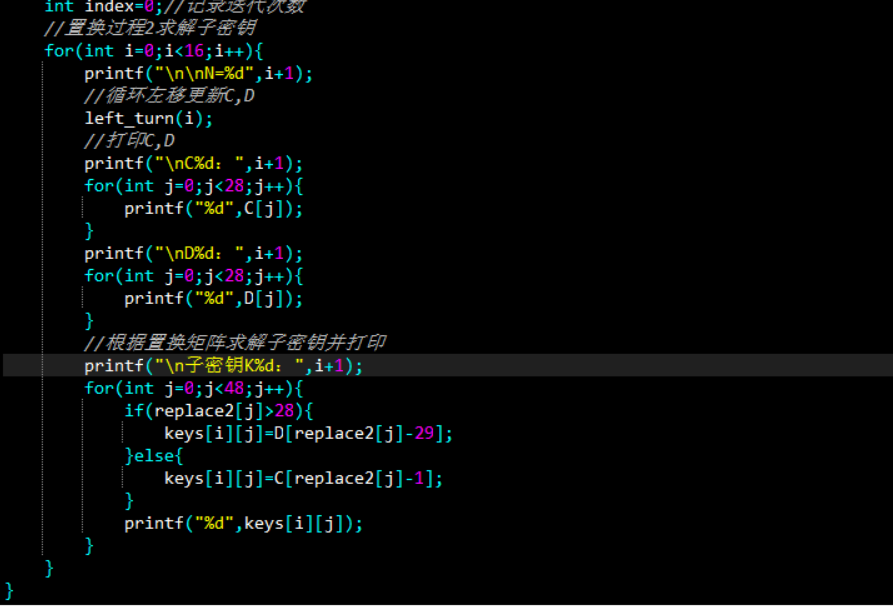 int index=0;//记录迭代次数
//置换过程2求解子密钥
for(int i=0;i<16;i++){
printf("\n\nN=%d",i+1);
//循环左移更新C,D
left_turn(i);
//打印C,D
printf("\nC%d: ",i+1);
for(int j=0;j<28;j++){
printf("%d",C[j]);
}
printf("\nD%d: ",i+1);
for(int j=0;j<28;j++){
printf("%d",D[j]);
}
//根据置换矩阵求解子密钥并打印
printf("\n子密钥K%d: ",i+1);
for(int j=0;j<48;j++){
if(replace2[j]>28){
keys[i][j]=D[replace2[j]-29];
}else{
keys[i][j]=C[replace2[j]-1];
}
printf("%d",keys[i][j]);
}
}
}